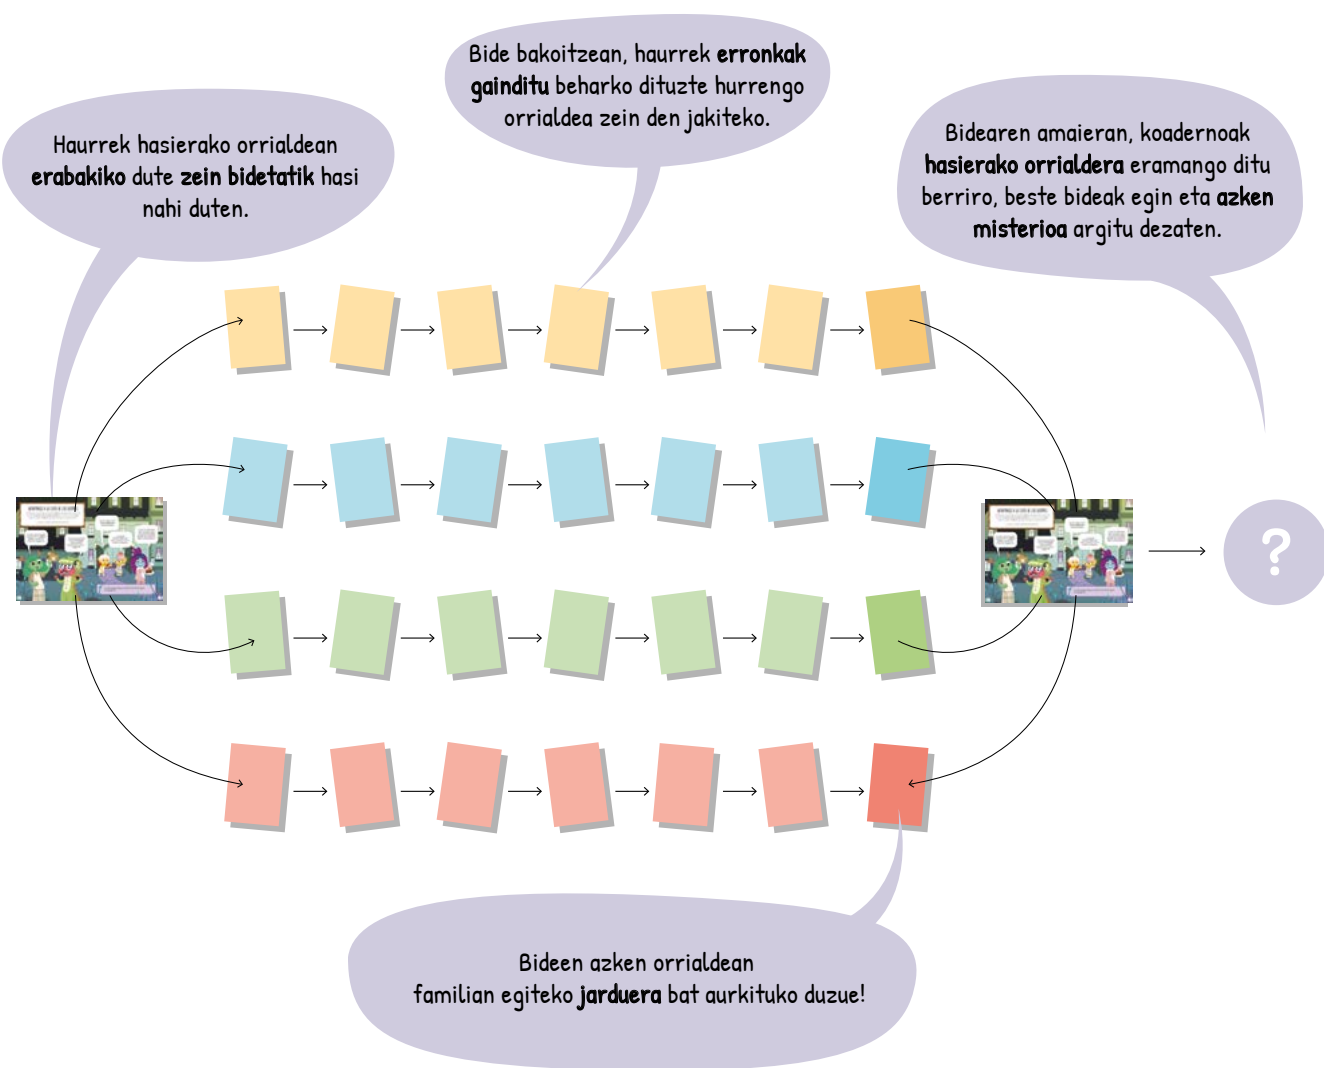 Bide bakoitzean, haurrek erronkak
gainditu beharko dituzte hurrengo
orrialdea zein den jakiteko.
Haurrek hasierako orrialdean
erabakiko dute zein bidetatik hasi
nahi duten.
Bidearen amaieran, koadernoak
hasierako orrialdera eramango ditu
berriro, beste bideak egin eta azken
misterioa argitu dezaten.
?
Bideen azken orrialdean
familian egiteko jarduera bat aurkituko duzue!